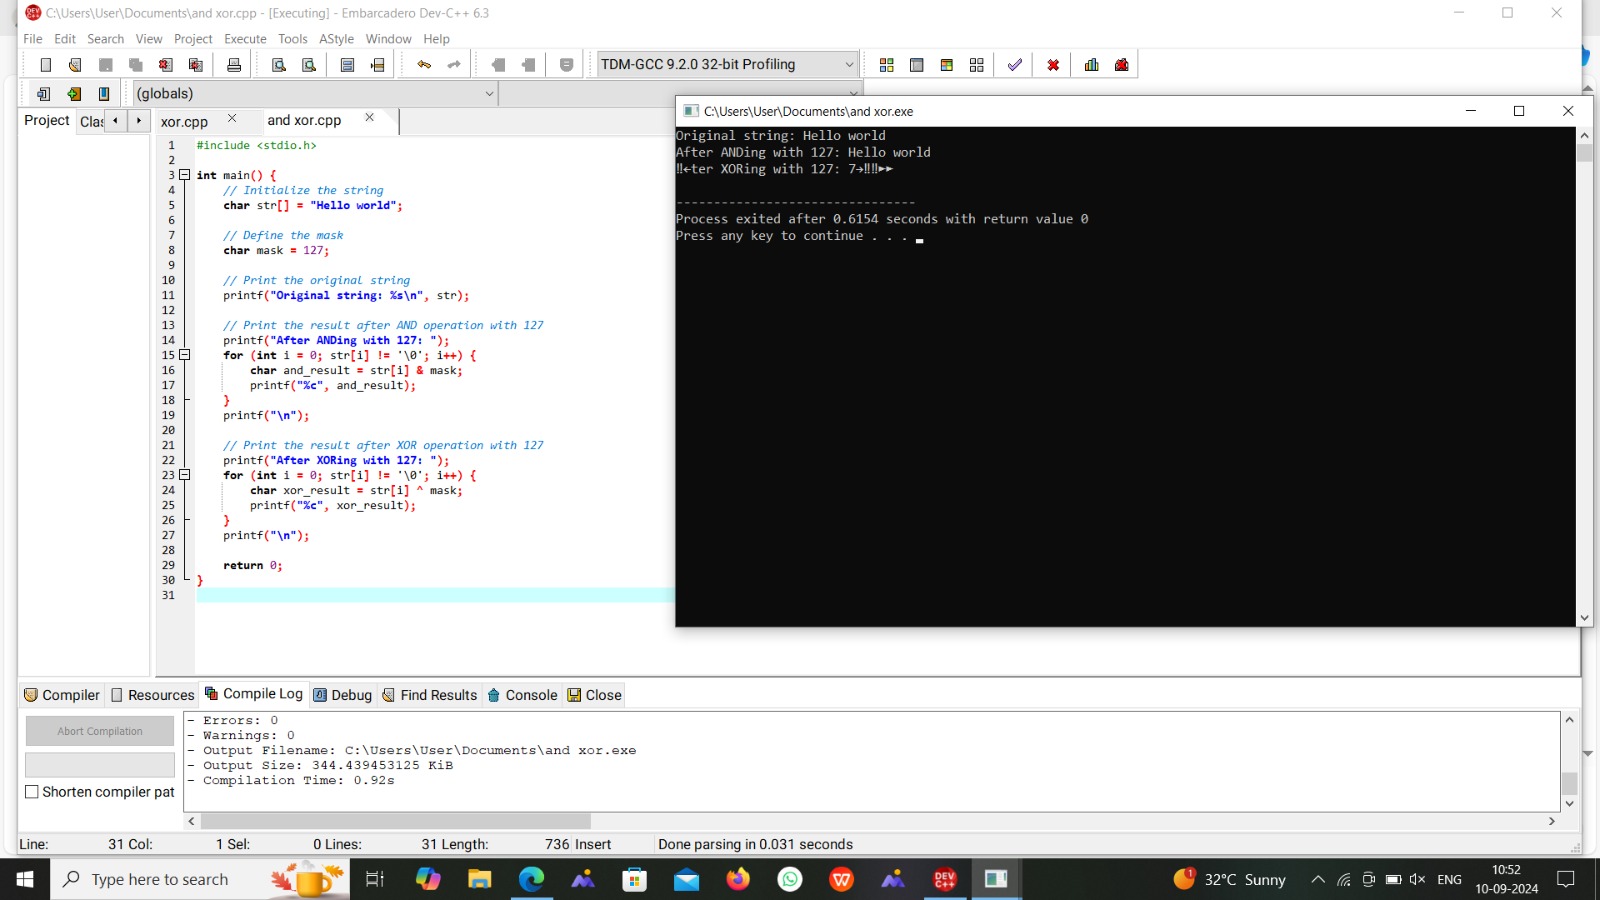 C:\Users\User\Documents\and xor.cpp - [Executing] - Embarcadero Dev-C++ 6.3
File Edit Search View Project Execute Tools AStyle Window Help
TDM-GCC 9.2.0 32-bit Profiling
(globals)
Project Clas xor.cpp and xor.cpp
1 #include <stdio.h>
2
3 int main() {
4 // Initialize the string
5 char str[] = "Hello world";
6
7 // Define the mask
8 char mask = 127;
9
10 // Print the original string
11 printf("Original string: %s\n", str);
12
13 // Print the result after AND operation with 127
14 printf("After ANDing with 127: ");
15 for (int i = 0; str[i] != '\0'; i++) {
16 char and_result = str[i] & mask;
17 printf("%c", and_result);
18 }
19 printf("\n");
20
21 // Print the result after XOR operation with 127
22 printf("After XORing with 127: ");
23 for (int i = 0; str[i] != '\0'; i++) {
24 char xor_result = str[i] ^ mask;
25 printf("%c", xor_result);
26 }
27 printf("\n");
28
29 return 0;
30 }
31
C:\Users\User\Documents\and xor.exe
Original string: Hello world
After ANDing with 127: Hello world
‼←ter XORing with 127: 7→‼‼►►
--------------------------------
Process exited after 0.6154 seconds with return value 0
Press any key to continue . . .
Compiler Resources Compile Log Debug Find Results Console Close
Abort Compilation
Shorten compiler pat
- Errors: 0
- Warnings: 0
- Output Filename: C:\Users\User\Documents\and xor.exe
- Output Size: 344.439453125 KiB
- Compilation Time: 0.92s
Line: 31 Col: 1 Sel: 0 Lines: 31 Length: 736 Insert Done parsing in 0.031 seconds
Type here to search
32°C Sunny
ENG
10:52
10-09-2024